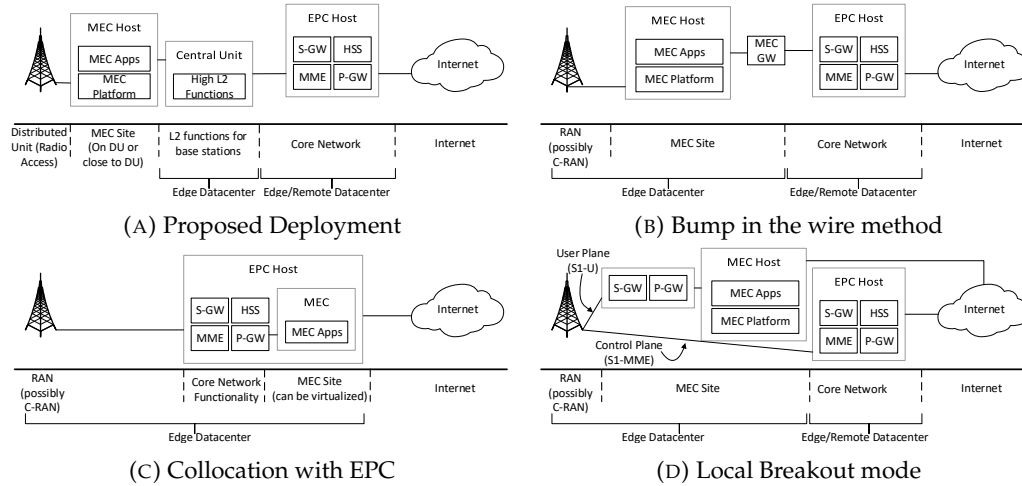 MEC Host
MEC Apps
MEC
Platform
Central Unit
High L2
Functions
EPC Host
S-GW
HSS
MME
P-GW
Internet
Distributed
Unit (Radio
Access)
MEC Site
(On DU or
close to DU)
L2 functions for
base stations
Core Network
Internet
Edge Datacenter
Edge/Remote Datacenter
(A) Proposed Deployment
MEC Host
MEC Apps
MEC Platform
MEC
GW
EPC Host
S-GW
HSS
MME
P-GW
Internet
RAN
(possibly
C-RAN)
MEC Site
Core Network
Internet
Edge Datacenter
Edge/Remote Datacenter
(B) Bump in the wire method
EPC Host
S-GW
HSS
MME
P-GW
MEC
MEC Apps
Internet
RAN
(possibly
C-RAN)
Core Network
Functionality
MEC Site
(can be virtualized)
Internet
Edge Datacenter
(C) Collocation with EPC
User Plane
(S1-U)
S-GW
P-GW
MEC Host
MEC Apps
MEC Platform
EPC Host
S-GW
HSS
MME
P-GW
Internet
Control Plane
(S1-MME)
RAN
(possibly
C-RAN)
MEC Site
Core Network
Internet
Edge Datacenter
Edge/Remote Datacenter
(D) Local Breakout mode